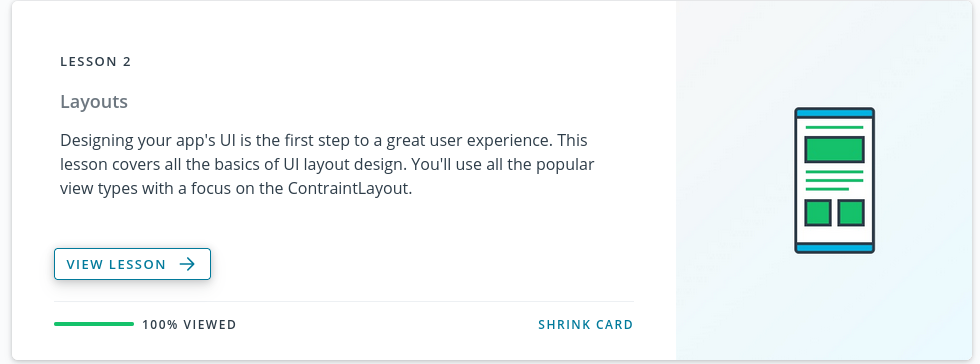 LESSON 2
Layouts
Designing your app's UI is the first step to a great user experience. This
lesson covers all the basics of UI layout design. You'll use all the popular
view types with a focus on the ContraintLayout.
VIEW LESSON
100% VIEWED
SHRINK CARD